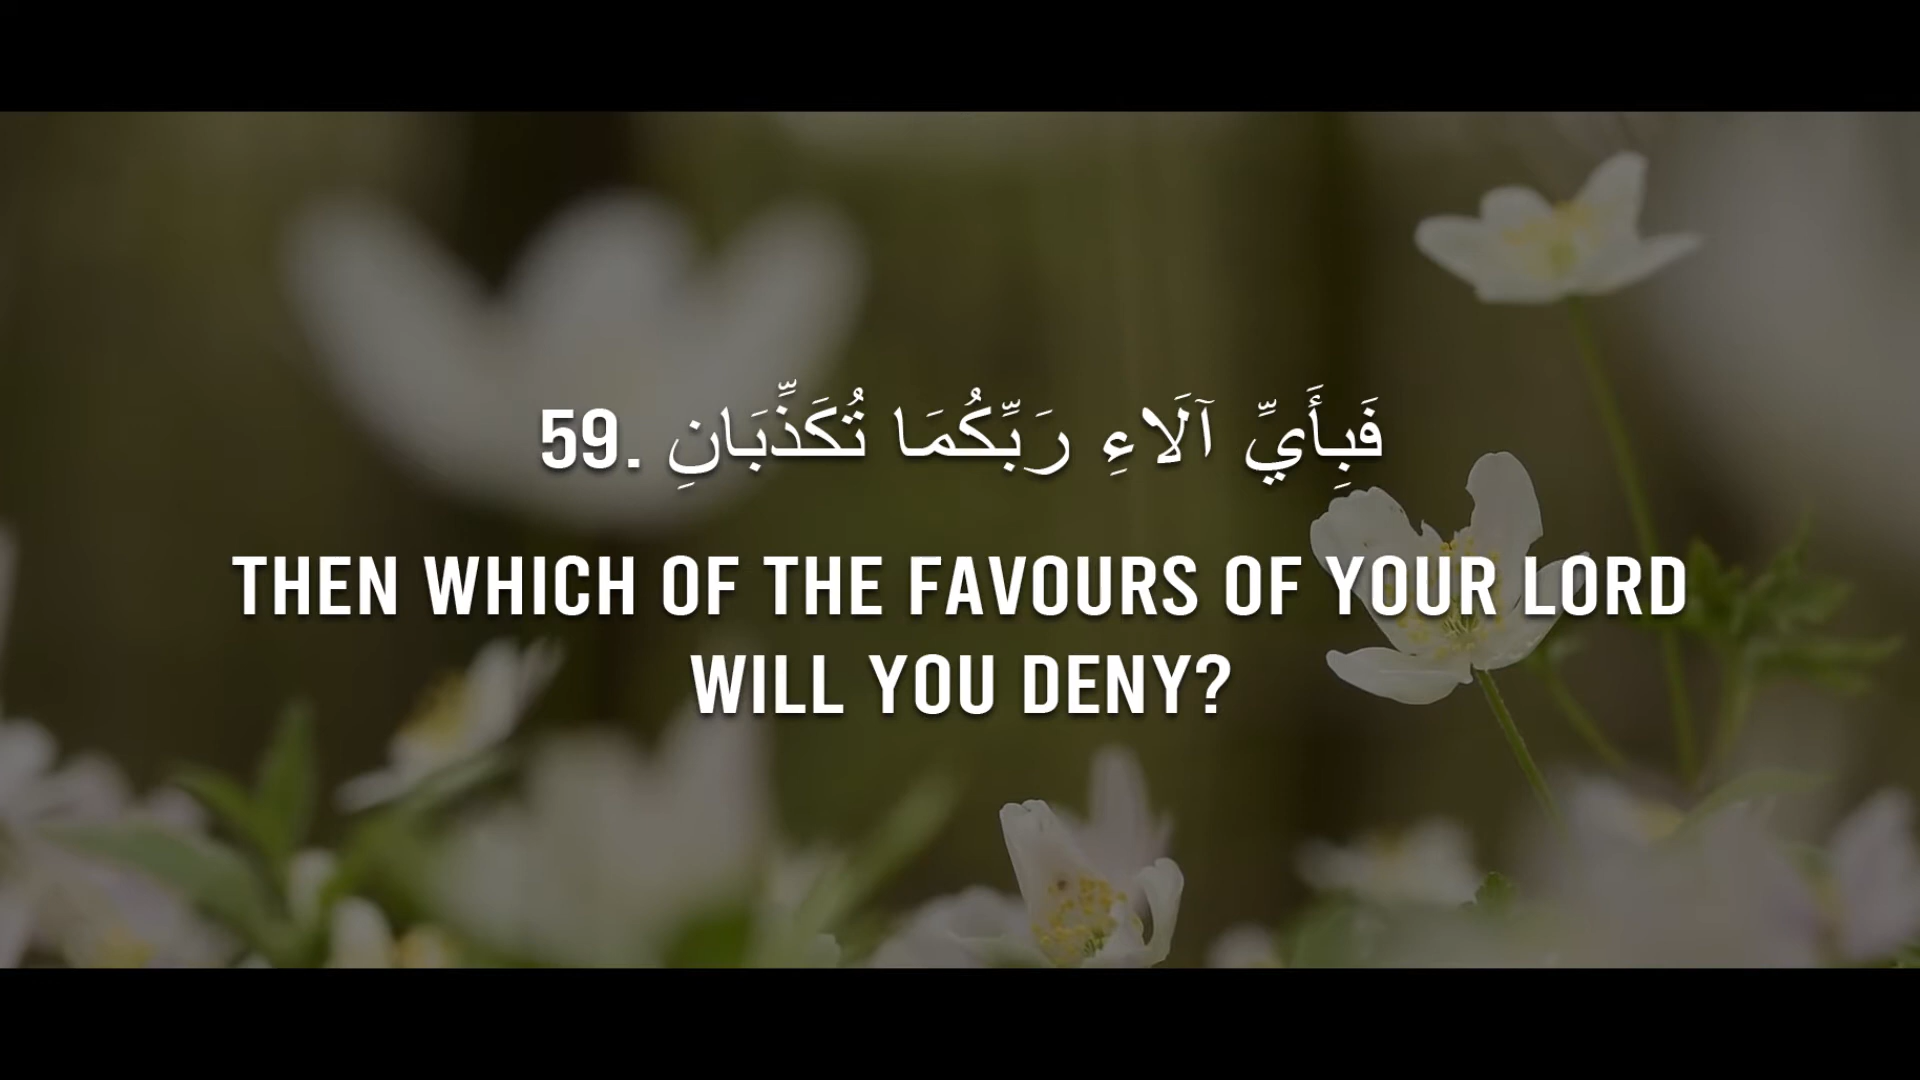 59. فَبِأَيِّ آلَاءِ رَبِّكُمَا تُكَذِّبَانِ
THEN WHICH OF THE FAVOURS OF YOUR LORD
WILL YOU DENY?